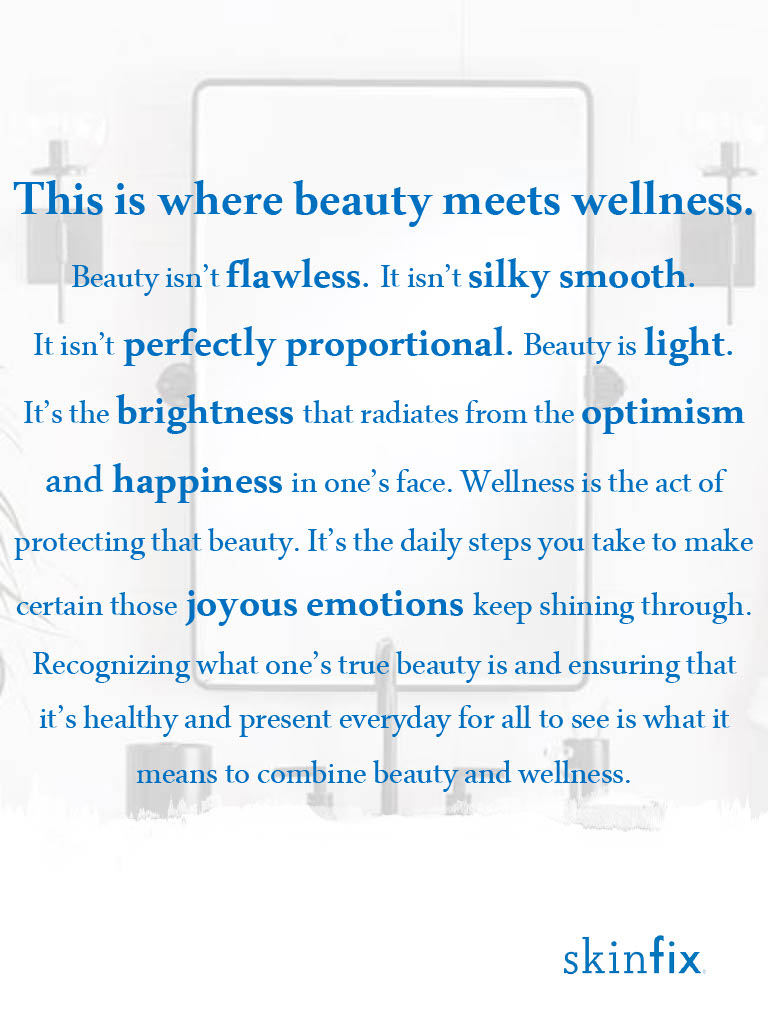 This is where beauty meets wellness.
Beauty isn’t flawless. It isn’t silky smooth.
It isn’t perfectly proportional. Beauty is light.
It’s the brightness that radiates from the optimism
and happiness in one’s face. Wellness is the act of
protecting that beauty. It’s the daily steps you take to make
certain those joyous emotions keep shining through.
Recognizing what one’s true beauty is and ensuring that
it’s healthy and present everyday for all to see is what it
means to combine beauty and wellness.
skinfix